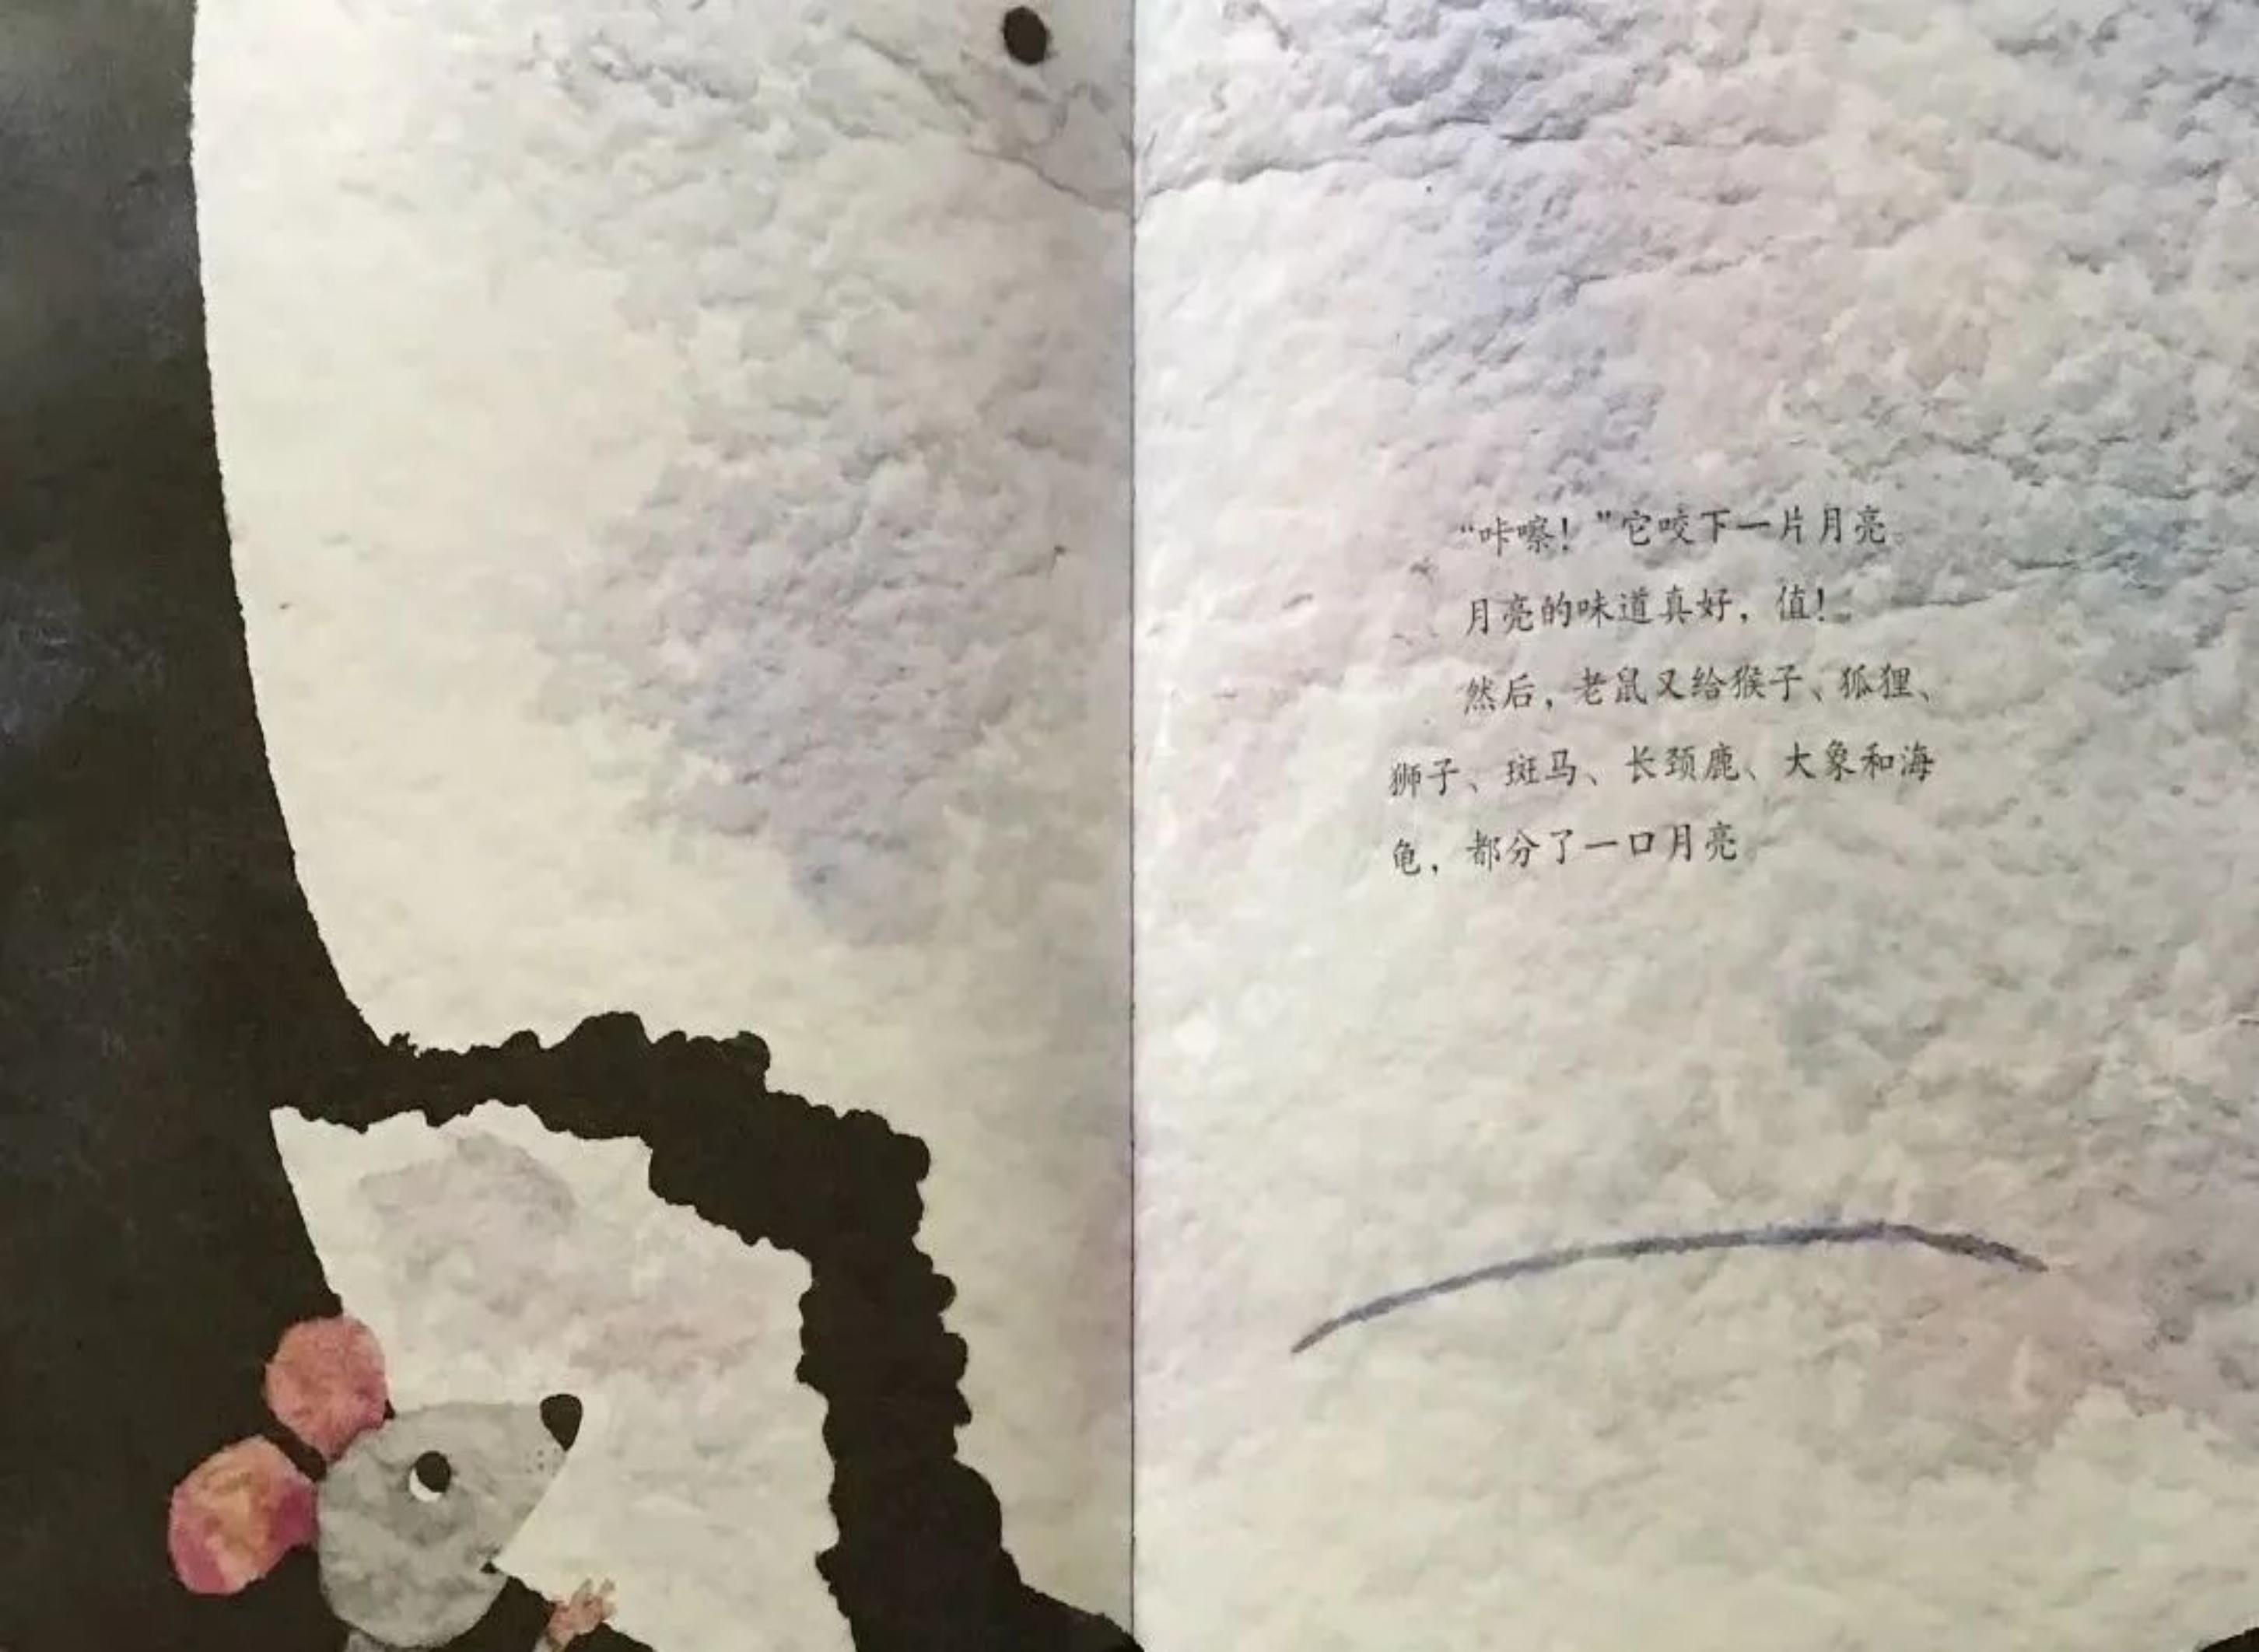 “咔嚓！”它咬下一片月亮。
月亮的味道真好，值！
然后，老鼠又给猴子、狐狸、
狮子、斑马、长颈鹿、大象和海
龟，都分了一口月亮。